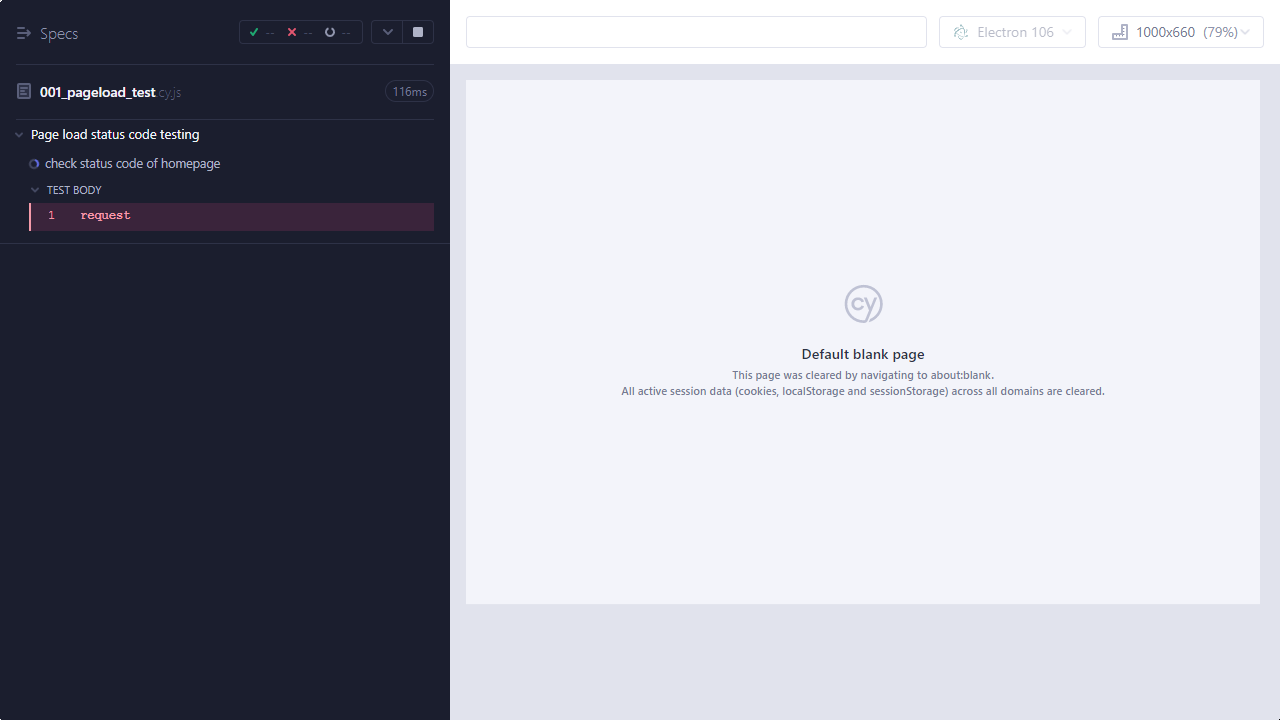 Specs
-- -- --
Electron 106
1000x660 (79%)
001_pageload_test.cy.js
116ms
Page load status code testing
check status code of homepage
TEST BODY
1 request
cy
Default blank page
This page was cleared by navigating to about:blank.
All active session data (cookies, localStorage and sessionStorage) across all domains are cleared.